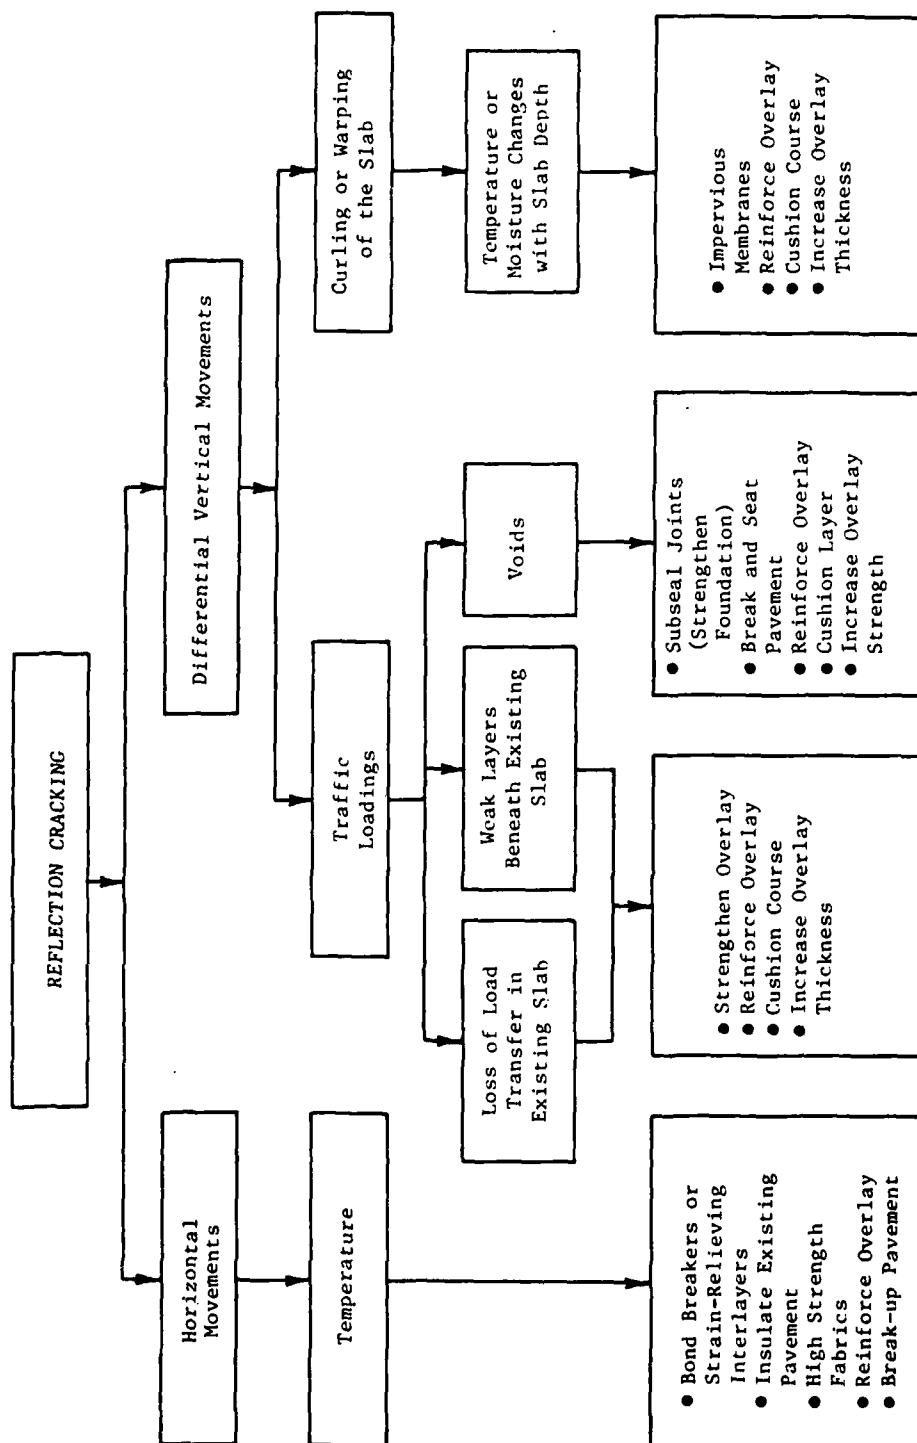 REFLECTION CRACKING
Horizontal
Movements
Differential Vertical Movements
Temperature
Traffic
Loadings
Curling or Warping
of the Slab
Loss of Load
Transfer in
Existing Slab
Weak Layers
Beneath Existing
Slab
Voids
Temperature or
Moisture Changes
with Slab Depth
● Bond Breakers or
Strain-Relieving
Interlayers
● Insulate Existing
Pavement
● High Strength
Fabrics
● Reinforce Overlay
● Break-up Pavement
● Strengthen Overlay
● Reinforce Overlay
● Cushion Course
● Increase Overlay
Thickness
● Subseal Joints
(Strengthen
Foundation)
● Break and Seat
Pavement
● Reinforce Overlay
● Cushion Layer
● Increase Overlay
Strength
● Impervious
Membranes
● Reinforce Overlay
● Cushion Course
● Increase Overlay
Thickness